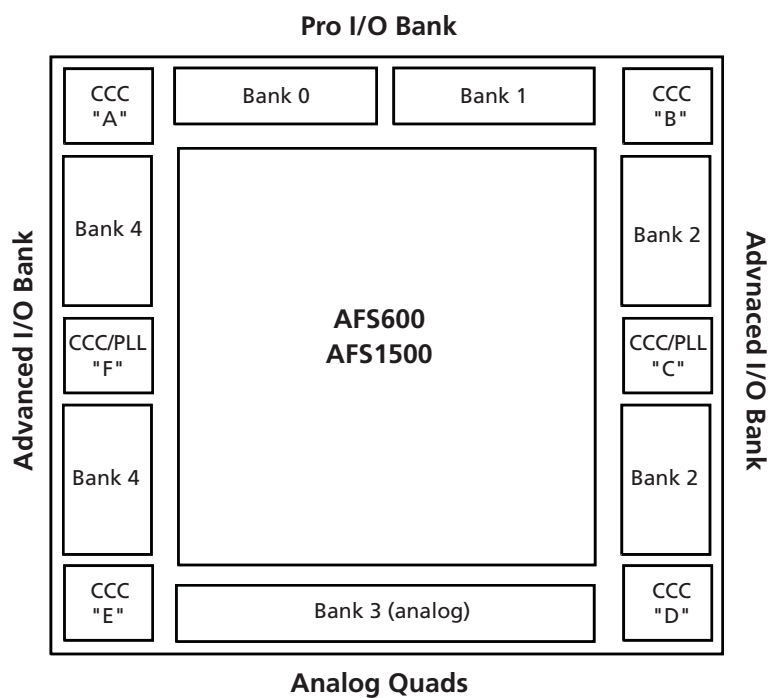 Pro I/O Bank
CCC
"A"
Bank 0
Bank 1
CCC
"B"
Bank 4
Bank 2
Advanced I/O Bank
Advnaced I/O Bank
AFS600
AFS1500
CCC/PLL
"F"
CCC/PLL
"C"
Bank 4
Bank 2
CCC
"E"
Bank 3 (analog)
CCC
"D"
Analog Quads